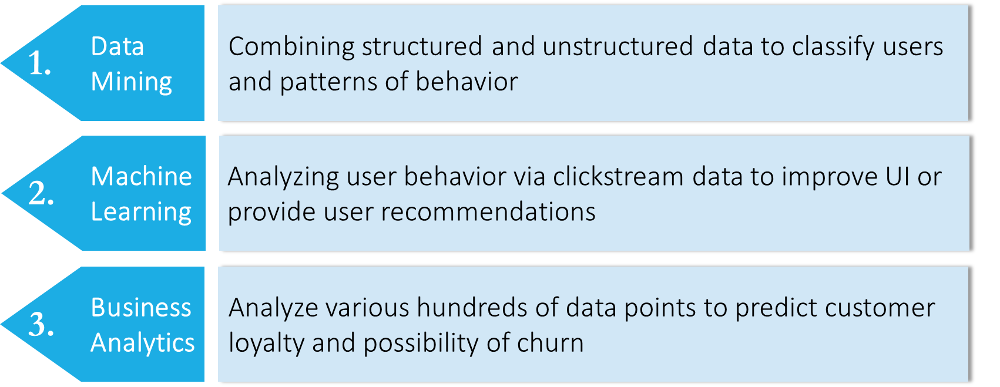 1.
Data
Mining
Combining structured and unstructured data to classify users
and patterns of behavior
2.
Machine
Learning
Analyzing user behavior via clickstream data to improve UI or
provide user recommendations
3.
Business
Analytics
Analyze various hundreds of data points to predict customer
loyalty and possibility of churn